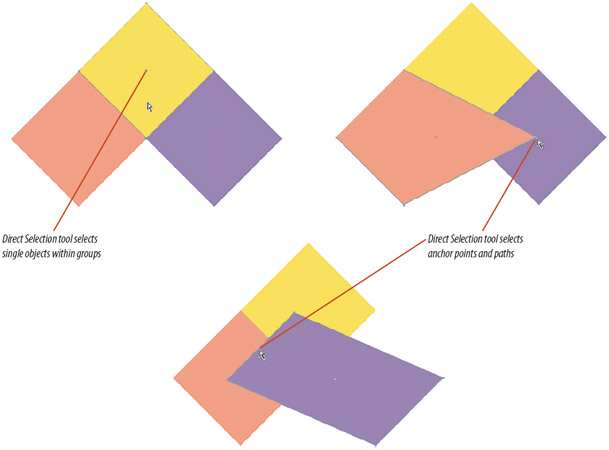 Direct Selection tool selects
single objects within groups
Direct Selection tool selects
anchor points and paths